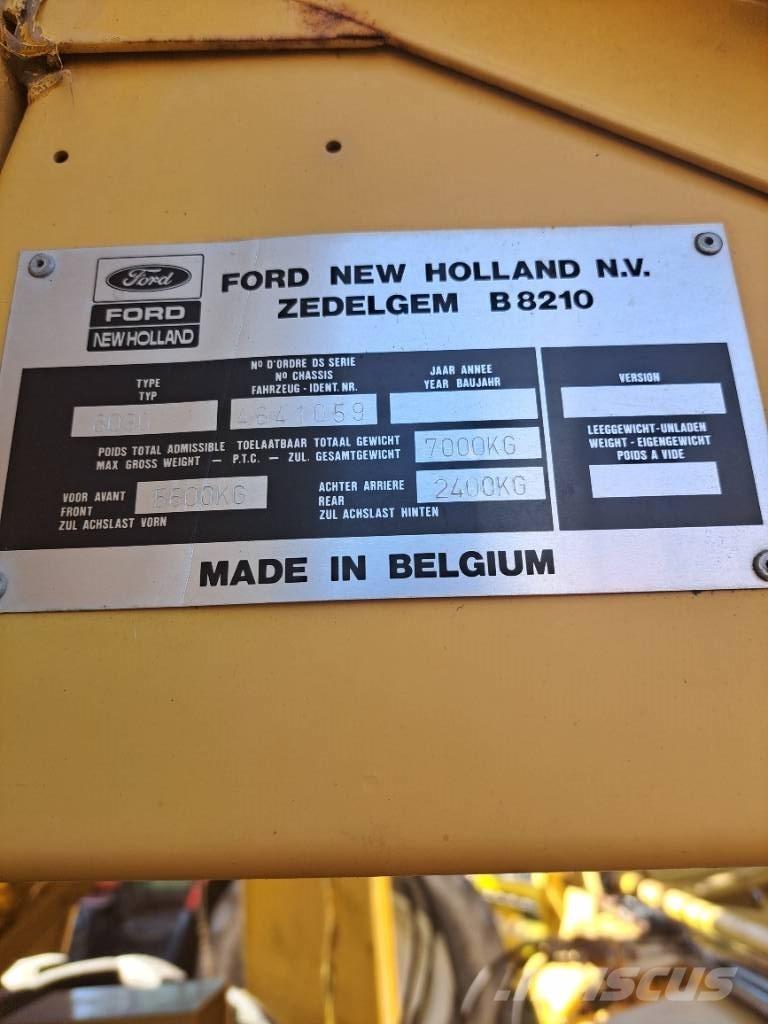 Ford
FORD
NEW HOLLAND
FORD NEW HOLLAND N.V.
ZEDELGEM B8210
TYPE
TYP
Nº D'ORDRE DS SERIE
Nº CHASSIS
FAHRZEUG - IDENT. NR.
4641059
JAAR ANNEE
YEAR BAUJAHR
VERSION
POIDS TOTAL ADMISSIBLE TOELAATBAAR TOTAAL GEWICHT
MAX GROSS WEIGHT — P.T.C. — ZUL. GESAMTGEWICHT
7000KG
LEEGGEWICHT-UNLADEN
WEIGHT - EIGENGEWICHT
POIDS A VIDE
VOOR AVANT
FRONT
ZUL ACHSLAST VORN
ACHTER ARRIERE
REAR
ZUL ACHSLAST HINTEN
2400KG
MADE IN BELGIUM